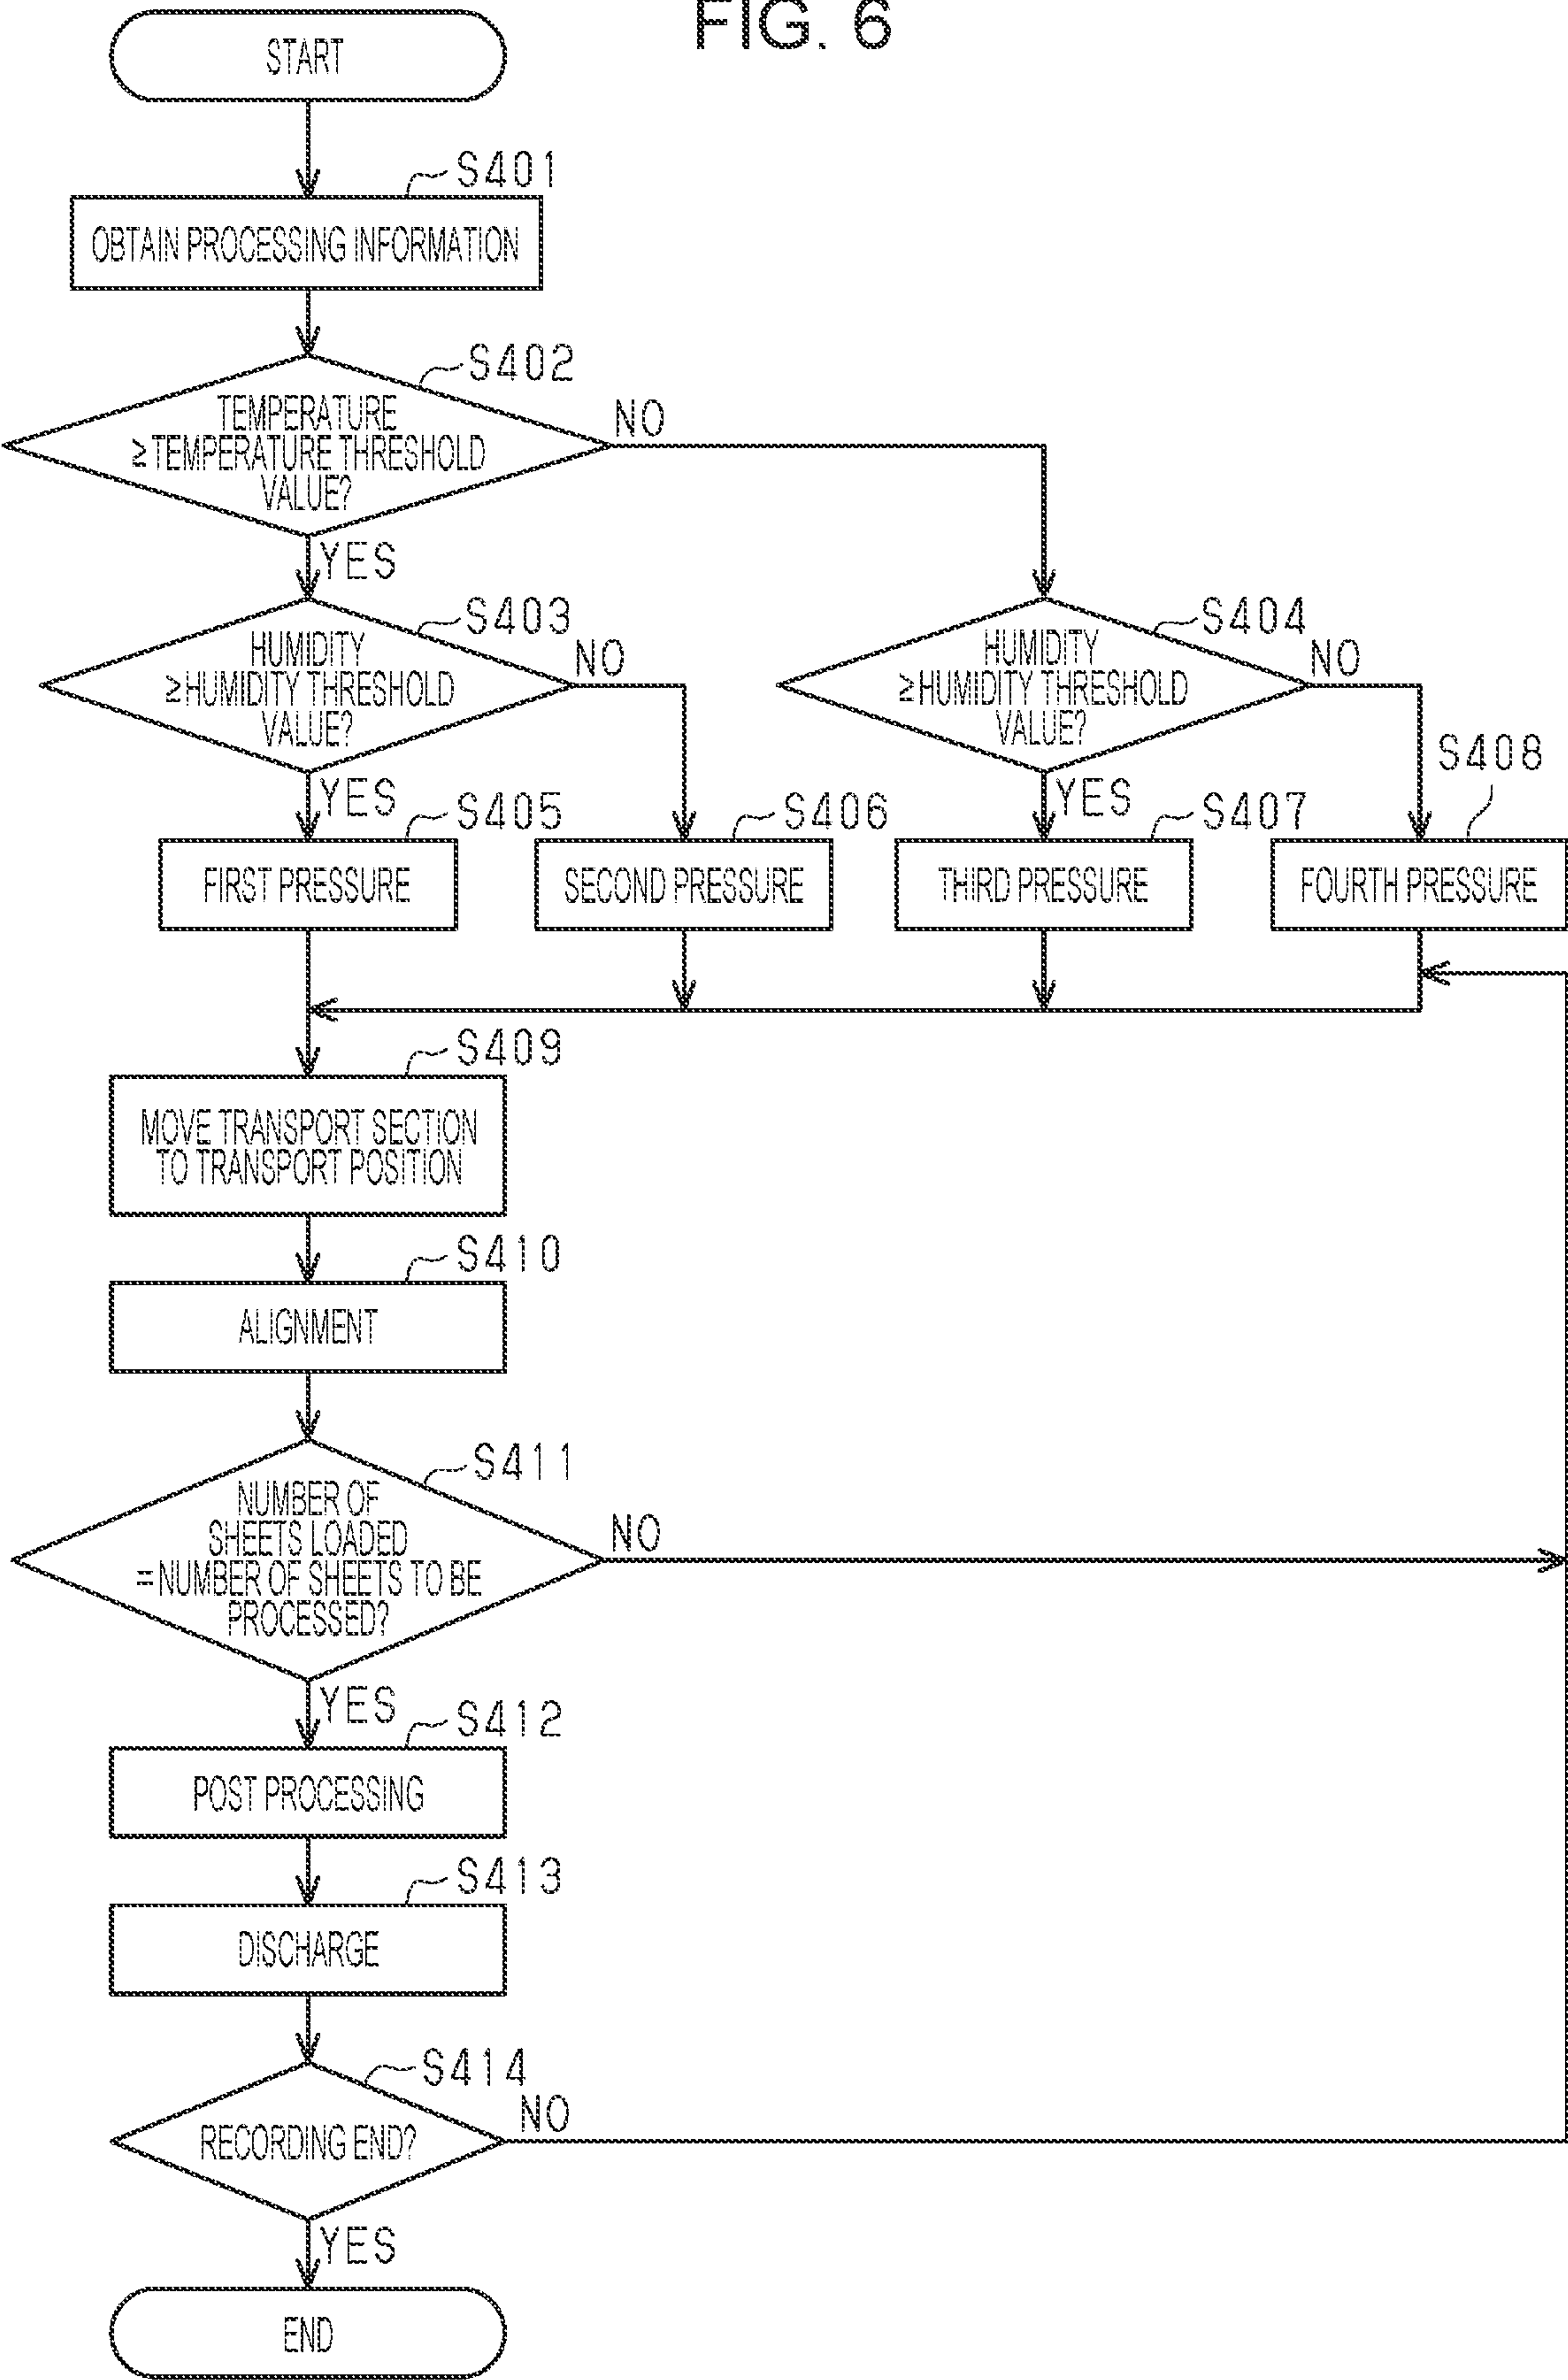 FIG. 6
START
S401
OBTAIN PROCESSING INFORMATION
S402
TEMPERATURE
≥TEMPERATURE THRESHOLD
VALUE?
NO
YES
S403
HUMIDITY
≥HUMIDITY THRESHOLD
VALUE?
NO
YES
S404
HUMIDITY
≥HUMIDITY THRESHOLD
VALUE?
NO
YES
S405
FIRST PRESSURE
S406
SECOND PRESSURE
S407
THIRD PRESSURE
S408
FOURTH PRESSURE
S409
MOVE TRANSPORT SECTION
TO TRANSPORT POSITION
S410
ALIGNMENT
S411
NUMBER OF
SHEETS LOADED
=NUMBER OF SHEETS TO BE
PROCESSED?
NO
YES
S412
POST PROCESSING
S413
DISCHARGE
S414
RECORDING END?
NO
YES
END